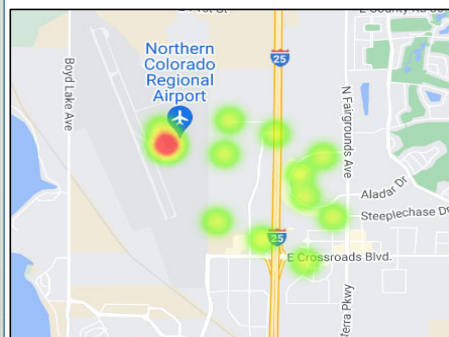 Northern
Colorado
Regional
Airport
25
Boyd Lake Ave
N Fairgrounds Ave
Aladar Dr
Steeplechase Dr
25
E Crossroads Blvd.